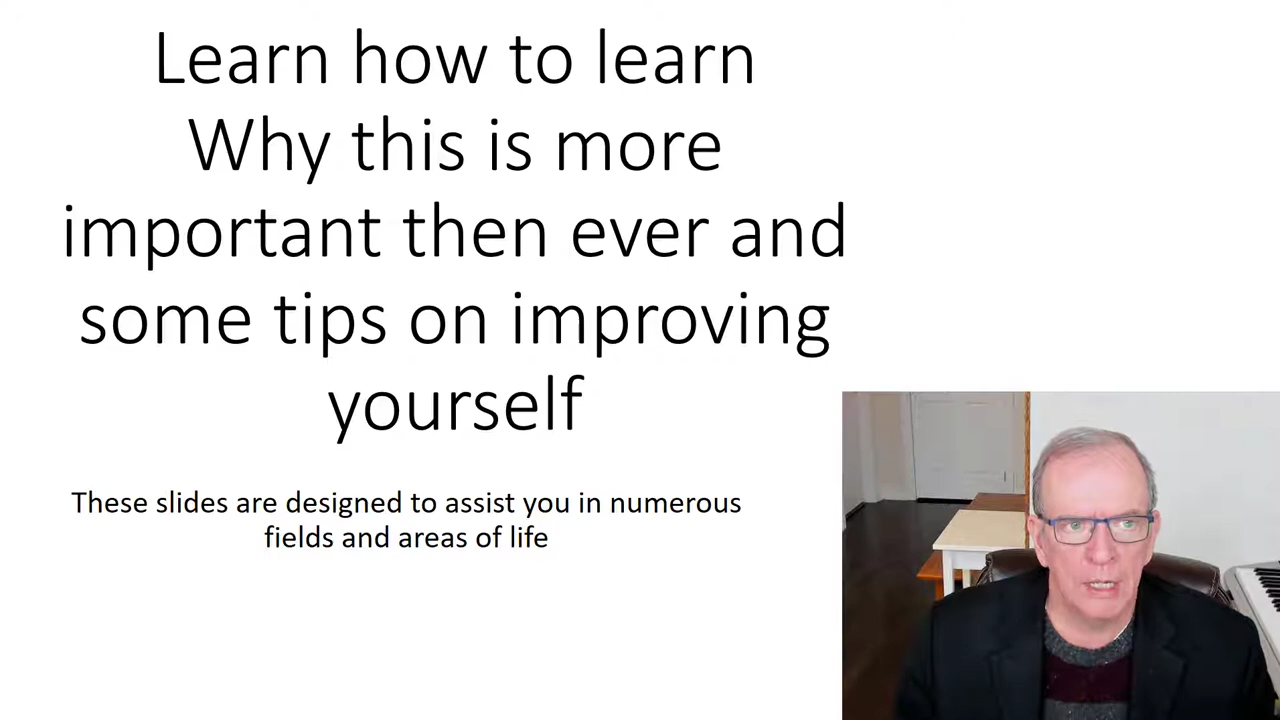 Learn how to learn
Why this is more
important then ever and
some tips on improving
yourself
These slides are designed to assist you in numerous
fields and areas of life